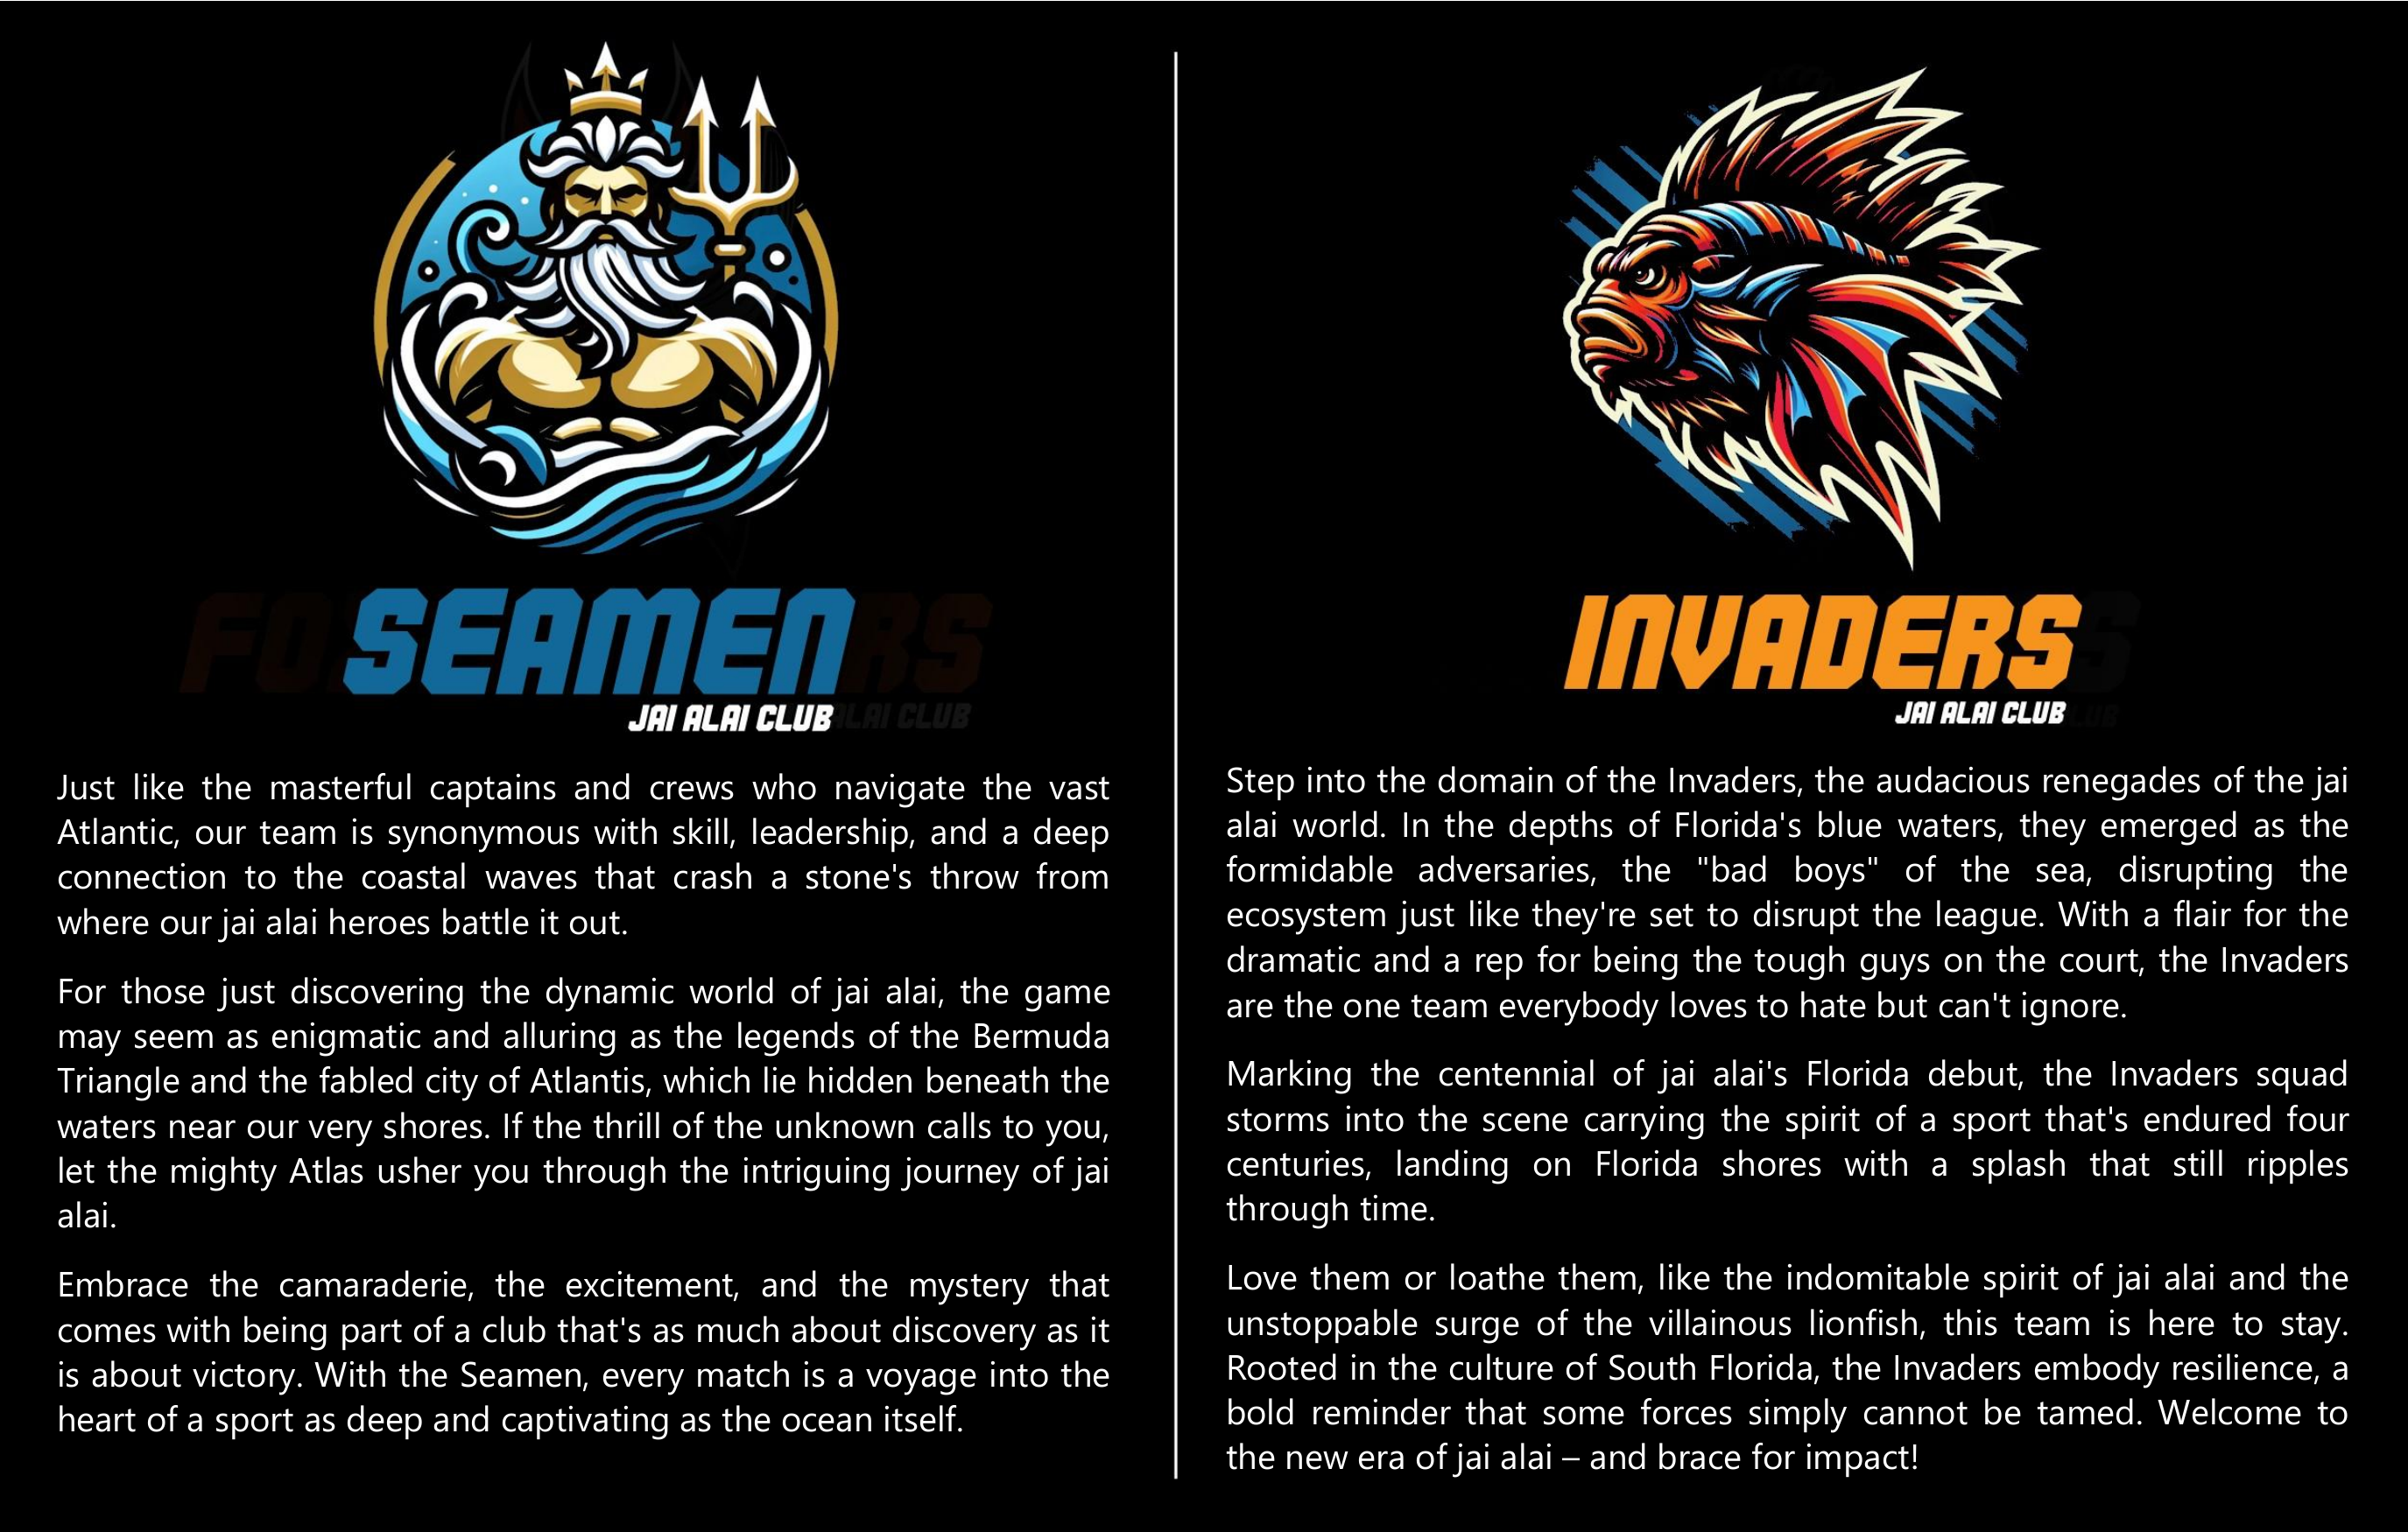 SEAMEN
JAI ALAI CLUB
Just like the masterful captains and crews who navigate the vast
Atlantic, our team is synonymous with skill, leadership, and a deep
connection to the coastal waves that crash a stone's throw from
where our jai alai heroes battle it out.
For those just discovering the dynamic world of jai alai, the game
may seem as enigmatic and alluring as the legends of the Bermuda
Triangle and the fabled city of Atlantis, which lie hidden beneath the
waters near our very shores. If the thrill of the unknown calls to you,
let the mighty Atlas usher you through the intriguing journey of jai
alai.
Embrace the camaraderie, the excitement, and the mystery that
comes with being part of a club that's as much about discovery as it
is about victory. With the Seamen, every match is a voyage into the
heart of a sport as deep and captivating as the ocean itself.
INVADERS
JAI ALAI CLUB
Step into the domain of the Invaders, the audacious renegades of the jai
alai world. In the depths of Florida's blue waters, they emerged as the
formidable adversaries, the "bad boys" of the sea, disrupting the
ecosystem just like they're set to disrupt the league. With a flair for the
dramatic and a rep for being the tough guys on the court, the Invaders
are the one team everybody loves to hate but can't ignore.
Marking the centennial of jai alai's Florida debut, the Invaders squad
storms into the scene carrying the spirit of a sport that's endured four
centuries, landing on Florida shores with a splash that still ripples
through time.
Love them or loathe them, like the indomitable spirit of jai alai and the
unstoppable surge of the villainous lionfish, this team is here to stay.
Rooted in the culture of South Florida, the Invaders embody resilience, a
bold reminder that some forces simply cannot be tamed. Welcome to
the new era of jai alai – and brace for impact!